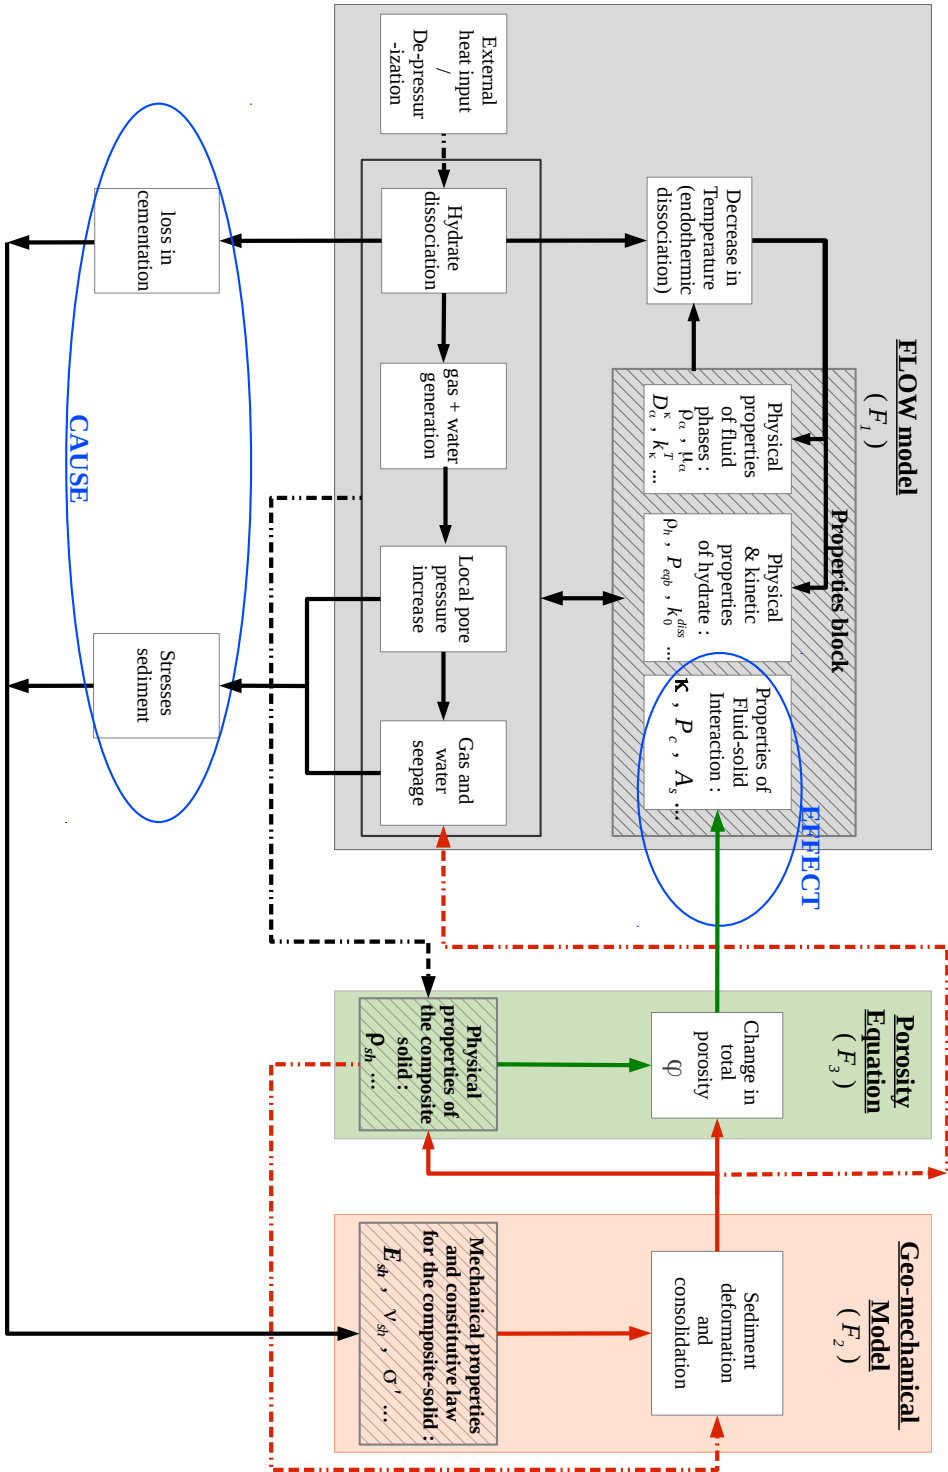 FLOW model
( F1 )
External
heat input
/
De-pressur
-ization
Hydrate
dissociation
gas + water
generation
Local pore
pressure
increase
Gas and
water
seepage
Decrease in
Temperature
(endothermic
dissociation)
Properties block
Physical
properties
of fluid
phases :
ρα , μα
Dακ , kκT ...
Physical
& kinetic
properties
of hydrate :
ρh , Peqb , k0diss ...
Properties of
Fluid-solid
Interaction :
κ , Pc , As ...
EFFECT
loss in
cementation
Stresses
sediment
CAUSE
Porosity
Equation
( F3 )
Change in
total
porosity
φ
Physical
properties of
the composite
solid :
ρsh ...
Geo-mechanical
Model
( F2 )
Sediment
deformation
and
consolidation
Mechanical properties
and constitutive law
for the composite-solid :
Esh , νsh , σ' ...